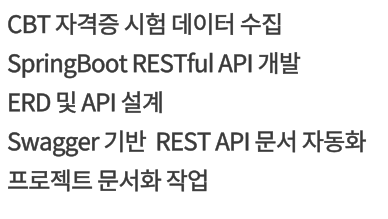 CBT 자격증 시험 데이터 수집
SpringBoot RESTful API 개발
ERD 및 API 설계
Swagger 기반  REST API 문서 자동화
프로젝트 문서화 작업